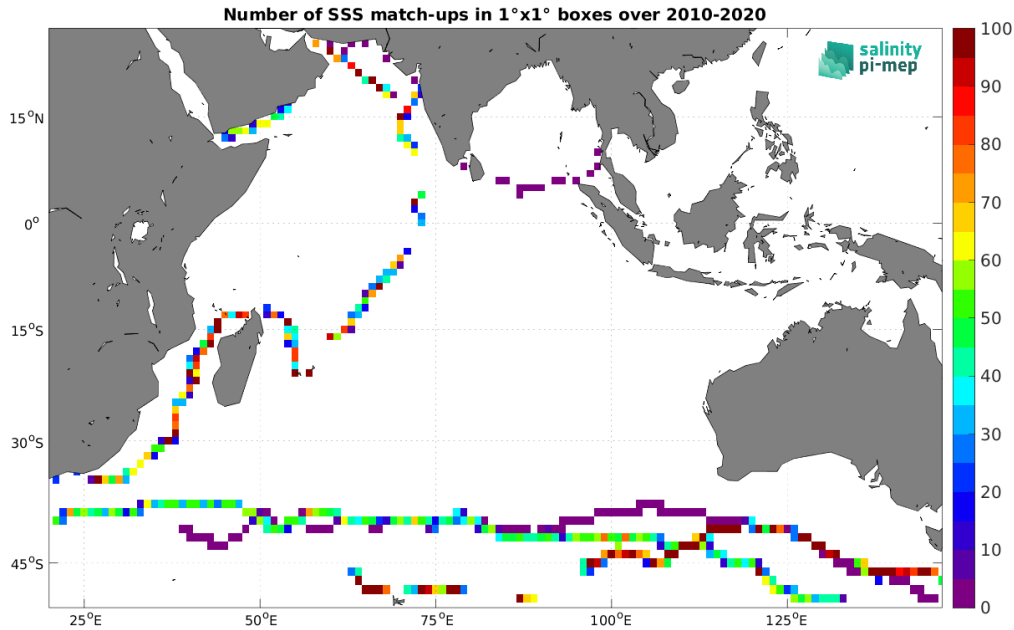 Number of SSS match-ups in 1°x1° boxes over 2010-2020
salinity
pi-mep
15°N
0°
15°S
30°S
45°S
25°E
50°E
75°E
100°E
125°E
100
90
80
70
60
50
40
30
20
10
0